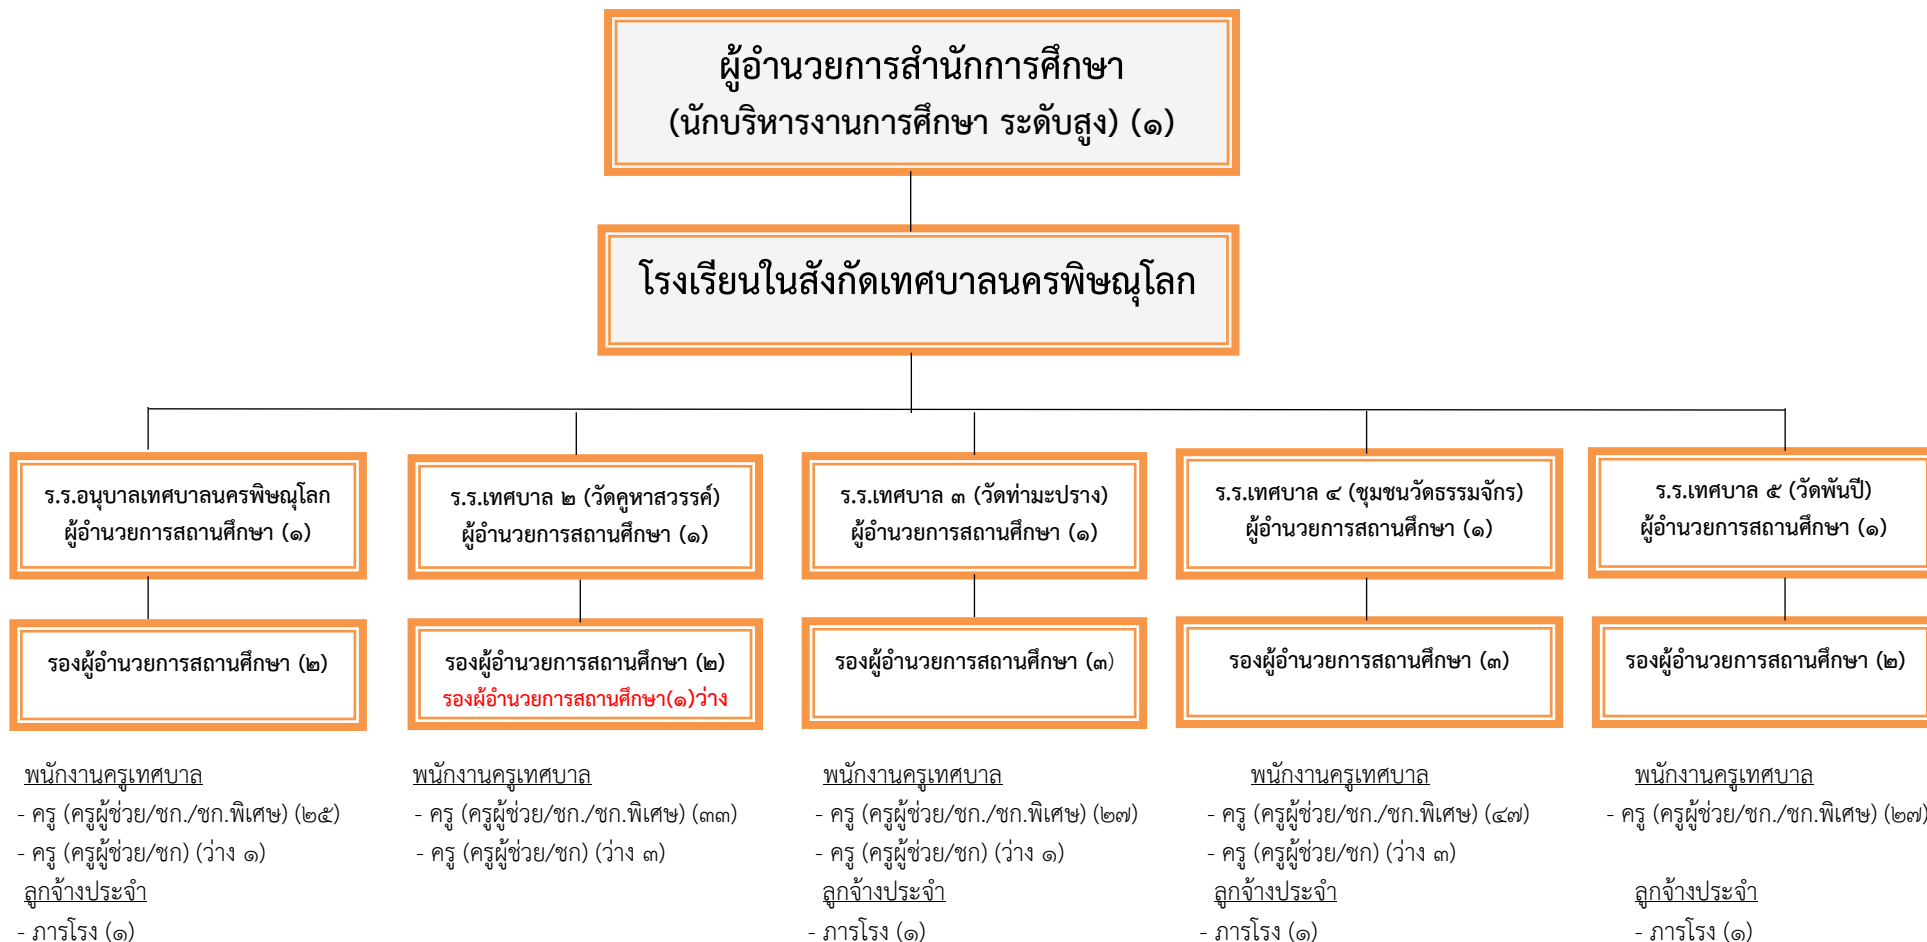 ผู้อำนวยการสำนักการศึกษา
(นักบริหารงานการศึกษา ระดับสูง) (๑)
โรงเรียนในสังกัดเทศบาลนครพิษณุโลก
ร.ร.อนุบาลเทศบาลนครพิษณุโลก
ผู้อำนวยการสถานศึกษา (๑)
รองผู้อำนวยการสถานศึกษา (๒)
พนักงานครูเทศบาล
- ครู (ครูผู้ช่วย/ชก./ชก.พิเศษ) (๒๕)
- ครู (ครูผู้ช่วย/ชก) (ว่าง ๑)
ลูกจ้างประจำ
- ภารโรง (๑)
ร.ร.เทศบาล ๒ (วัดคูหาสวรรค์)
ผู้อำนวยการสถานศึกษา (๑)
รองผู้อำนวยการสถานศึกษา (๒)
รองผู้อำนวยการสถานศึกษา(๑)ว่าง
พนักงานครูเทศบาล
- ครู (ครูผู้ช่วย/ชก./ชก.พิเศษ) (๓๓)
- ครู (ครูผู้ช่วย/ชก) (ว่าง ๓)
ร.ร.เทศบาล ๓ (วัดท่ามะปราง)
ผู้อำนวยการสถานศึกษา (๑)
รองผู้อำนวยการสถานศึกษา (๓)
พนักงานครูเทศบาล
- ครู (ครูผู้ช่วย/ชก./ชก.พิเศษ) (๒๗)
- ครู (ครูผู้ช่วย/ชก) (ว่าง ๑)
ลูกจ้างประจำ
- ภารโรง (๑)
ร.ร.เทศบาล ๔ (ชุมชนวัดธรรมจักร)
ผู้อำนวยการสถานศึกษา (๑)
รองผู้อำนวยการสถานศึกษา (๓)
พนักงานครูเทศบาล
- ครู (ครูผู้ช่วย/ชก./ชก.พิเศษ) (๔๗)
- ครู (ครูผู้ช่วย/ชก) (ว่าง ๓)
ลูกจ้างประจำ
- ภารโรง (๑)
ร.ร.เทศบาล ๕ (วัดพันปี)
ผู้อำนวยการสถานศึกษา (๑)
รองผู้อำนวยการสถานศึกษา (๒)
พนักงานครูเทศบาล
- ครู (ครูผู้ช่วย/ชก./ชก.พิเศษ) (๒๗)
ลูกจ้างประจำ
- ภารโรง (๑)